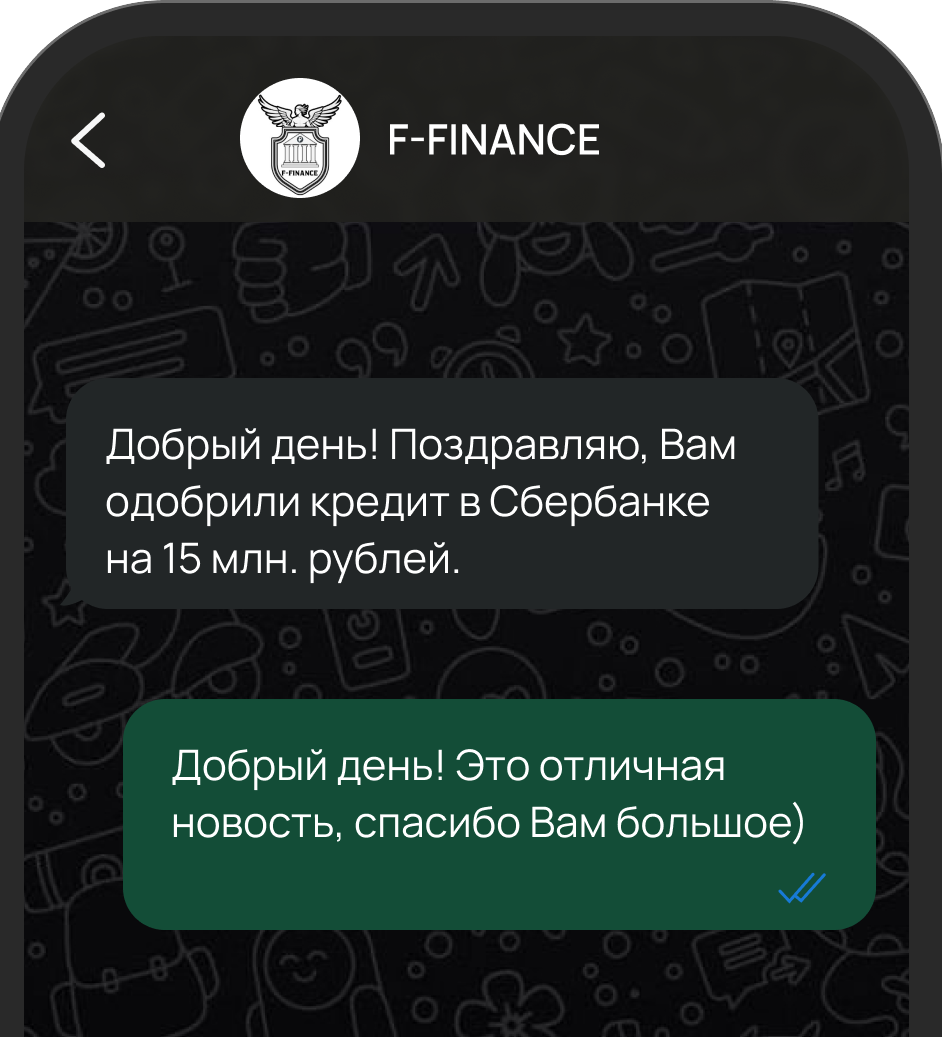 F-FINANCE
F-FINANCE
Добрый день! Поздравляю, Вам
одобрили кредит в Сбербанке
на 15 млн. рублей.
Добрый день! Это отличная
новость, спасибо Вам большое)